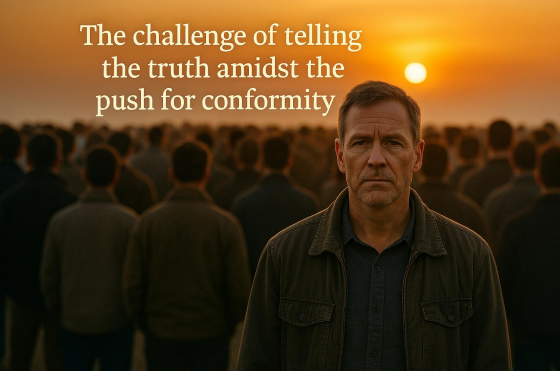 The challenge of telling
the truth amidst the
push for conformity